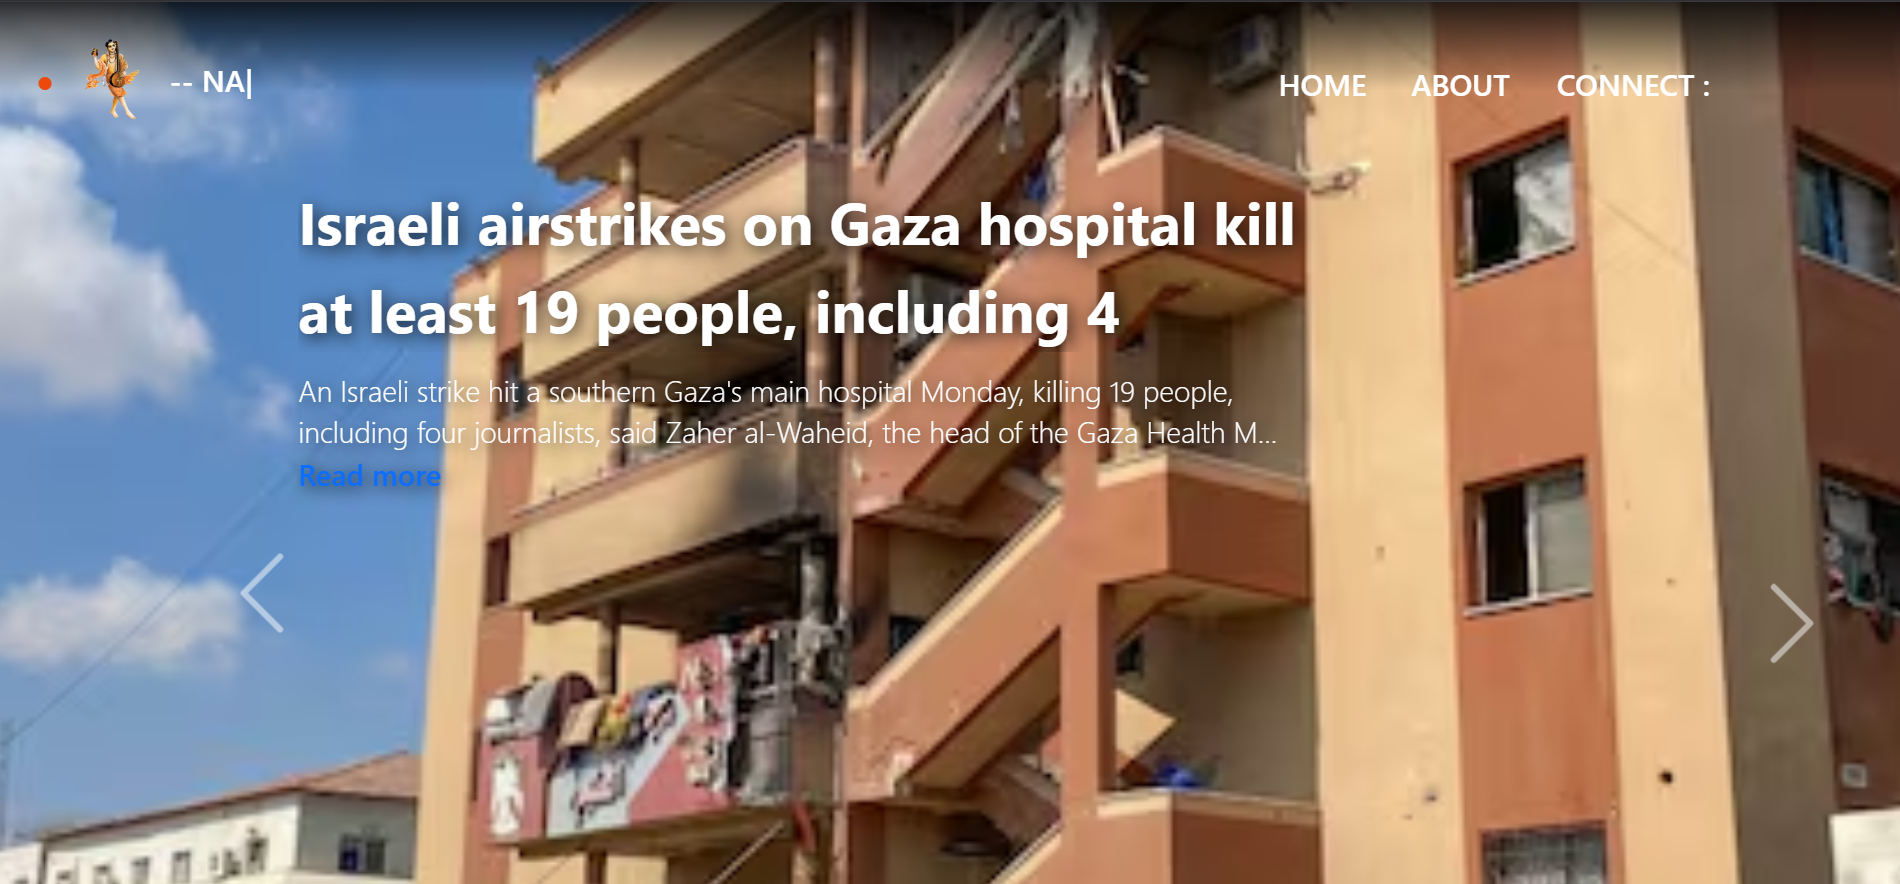 -- NA|
HOME ABOUT CONNECT :
Israeli airstrikes on Gaza hospital kill
at least 19 people, including 4
An Israeli strike hit a southern Gaza's main hospital Monday, killing 19 people,
including four journalists, said Zaher al-Waheid, the head of the Gaza Health M...
Read more